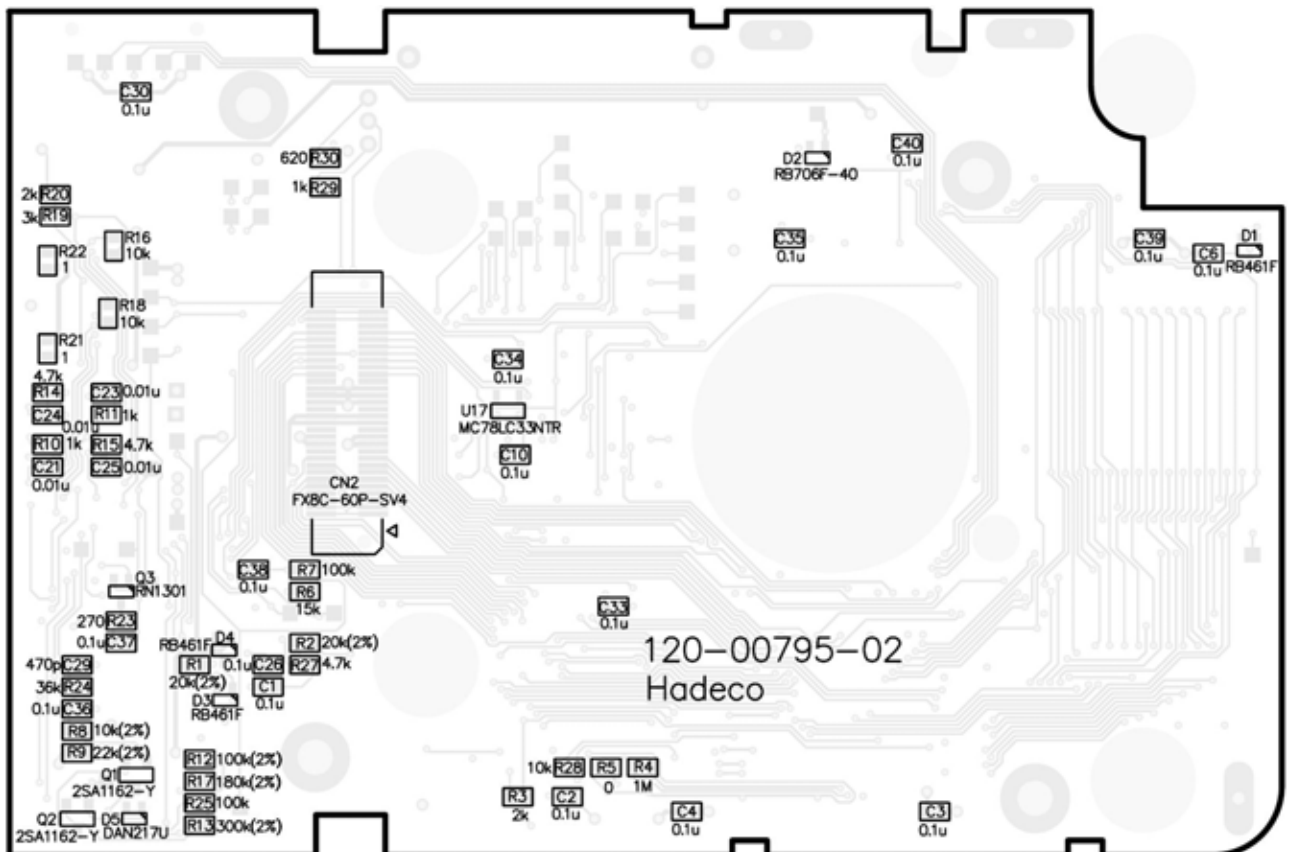 C30
0.1u
620 R30
1k R29
2k R20
3k R19
R16
10k
R22
1
R18
10k
R21
1
4.7k
R14
C23 0.01u
C24
0.01u
R11 1k
R10 1k
R15 4.7k
C21
0.01u
C25 0.01u
D2
RB706F-40
C40
0.1u
C35
0.1u
C39
0.1u
C6
0.1u
D1
RB461F
C34
0.1u
U17
MC78LC33NTR
C10
0.1u
CN2
FX8C-60P-SV4
C38
0.1u
R7 100k
R6
15k
Q3
RN1301
270 R23
0.1u C37
D4
RB461F
R1
20k(2%)
0.1u C26
R2 20k(2%)
R27 4.7k
C1
0.1u
D3
RB461F
470p C29
36k R24
0.1u C36
R8 10k(2%)
R9 22k(2%)
Q1
2SA1162-Y
Q2
2SA1162-Y
D5
DAN217U
R12 100k(2%)
R17 180k(2%)
R25 100k
R13 300k(2%)
C33
0.1u
120-00795-02
Hadeco
10k R28
R5
0
R4
1M
R3
2k
C2
0.1u
C4
0.1u
C3
0.1u